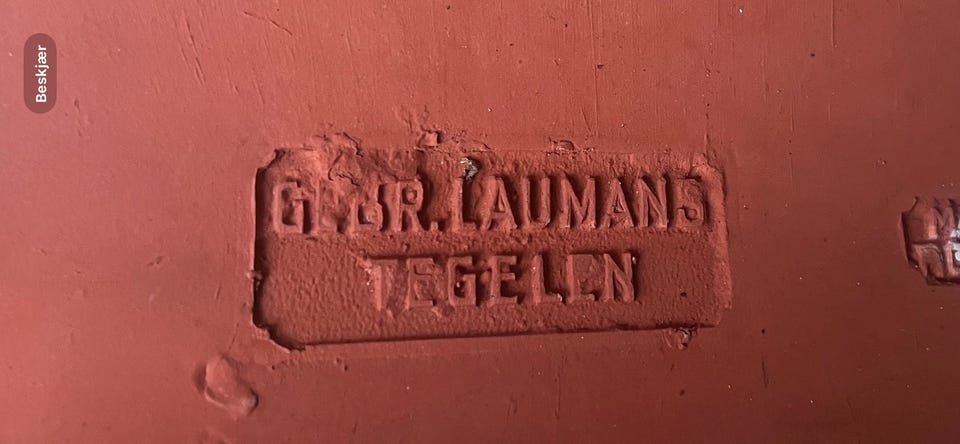 Beskjær
GEBR. LAUMANS
TEGELEN